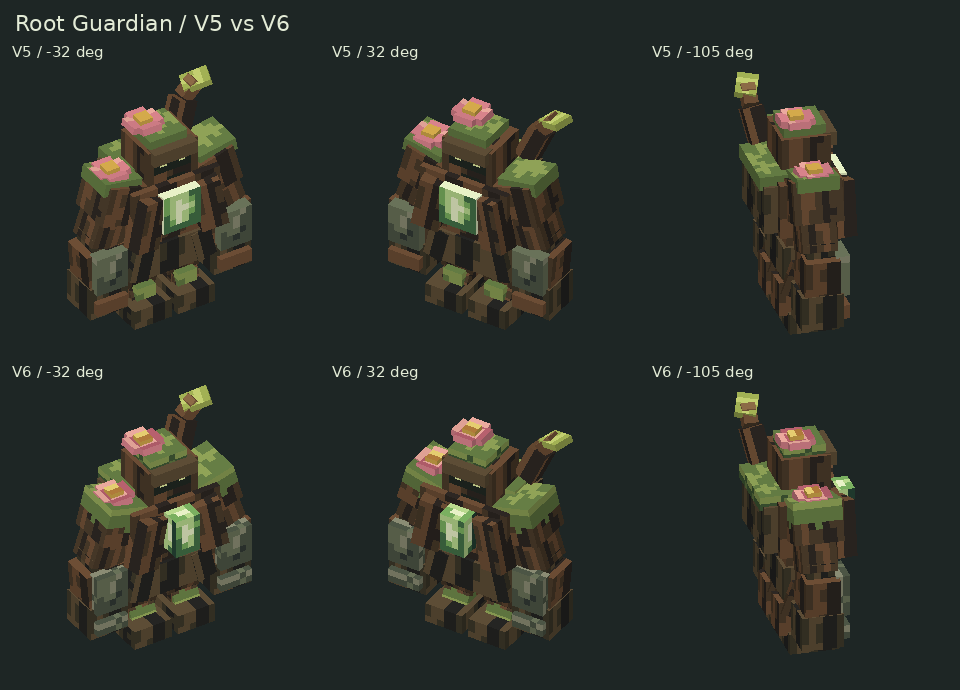 Root Guardian / V5 vs V6
V5 / -32 deg
V5 / 32 deg
V5 / -105 deg
V6 / -32 deg
V6 / 32 deg
V6 / -105 deg